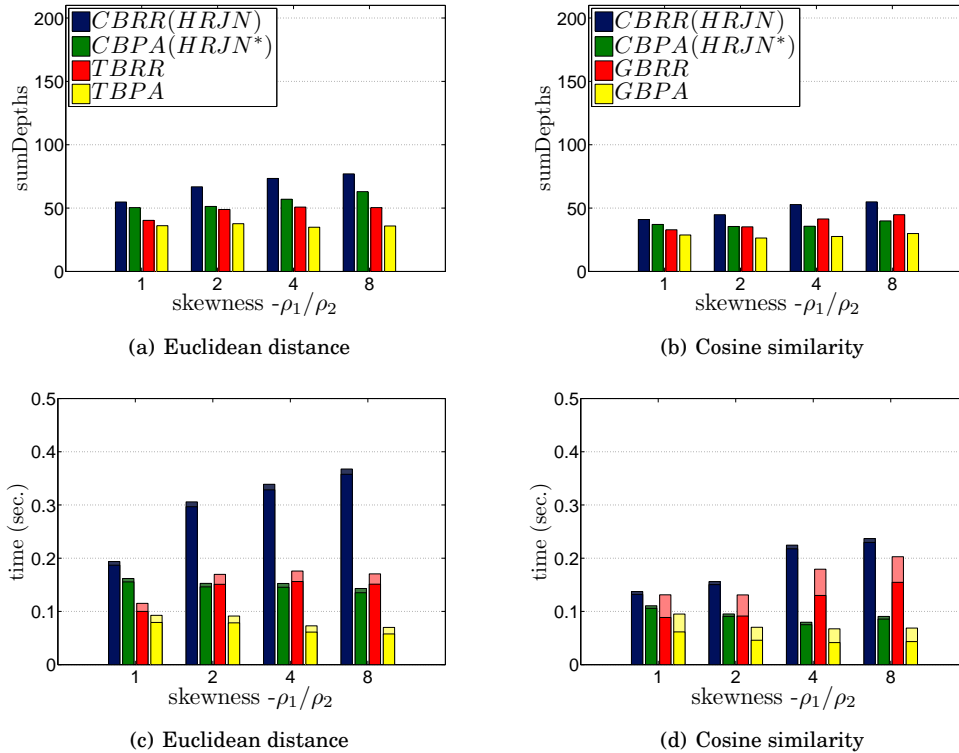 200
150
100
50
0
sumDepths
CBRR(HRJN)
CBPA(HRJN*)
TBRR
TBPA
1 2 4 8
skewness -ρ₁/ρ₂
(a) Euclidean distance
200
150
100
50
0
sumDepths
CBRR(HRJN)
CBPA(HRJN*)
GBRR
GBPA
1 2 4 8
skewness -ρ₁/ρ₂
(b) Cosine similarity
0.5
0.4
0.3
0.2
0.1
0
time (sec.)
1 2 4 8
skewness -ρ₁/ρ₂
(c) Euclidean distance
0.5
0.4
0.3
0.2
0.1
0
time (sec.)
1 2 4 8
skewness -ρ₁/ρ₂
(d) Cosine similarity